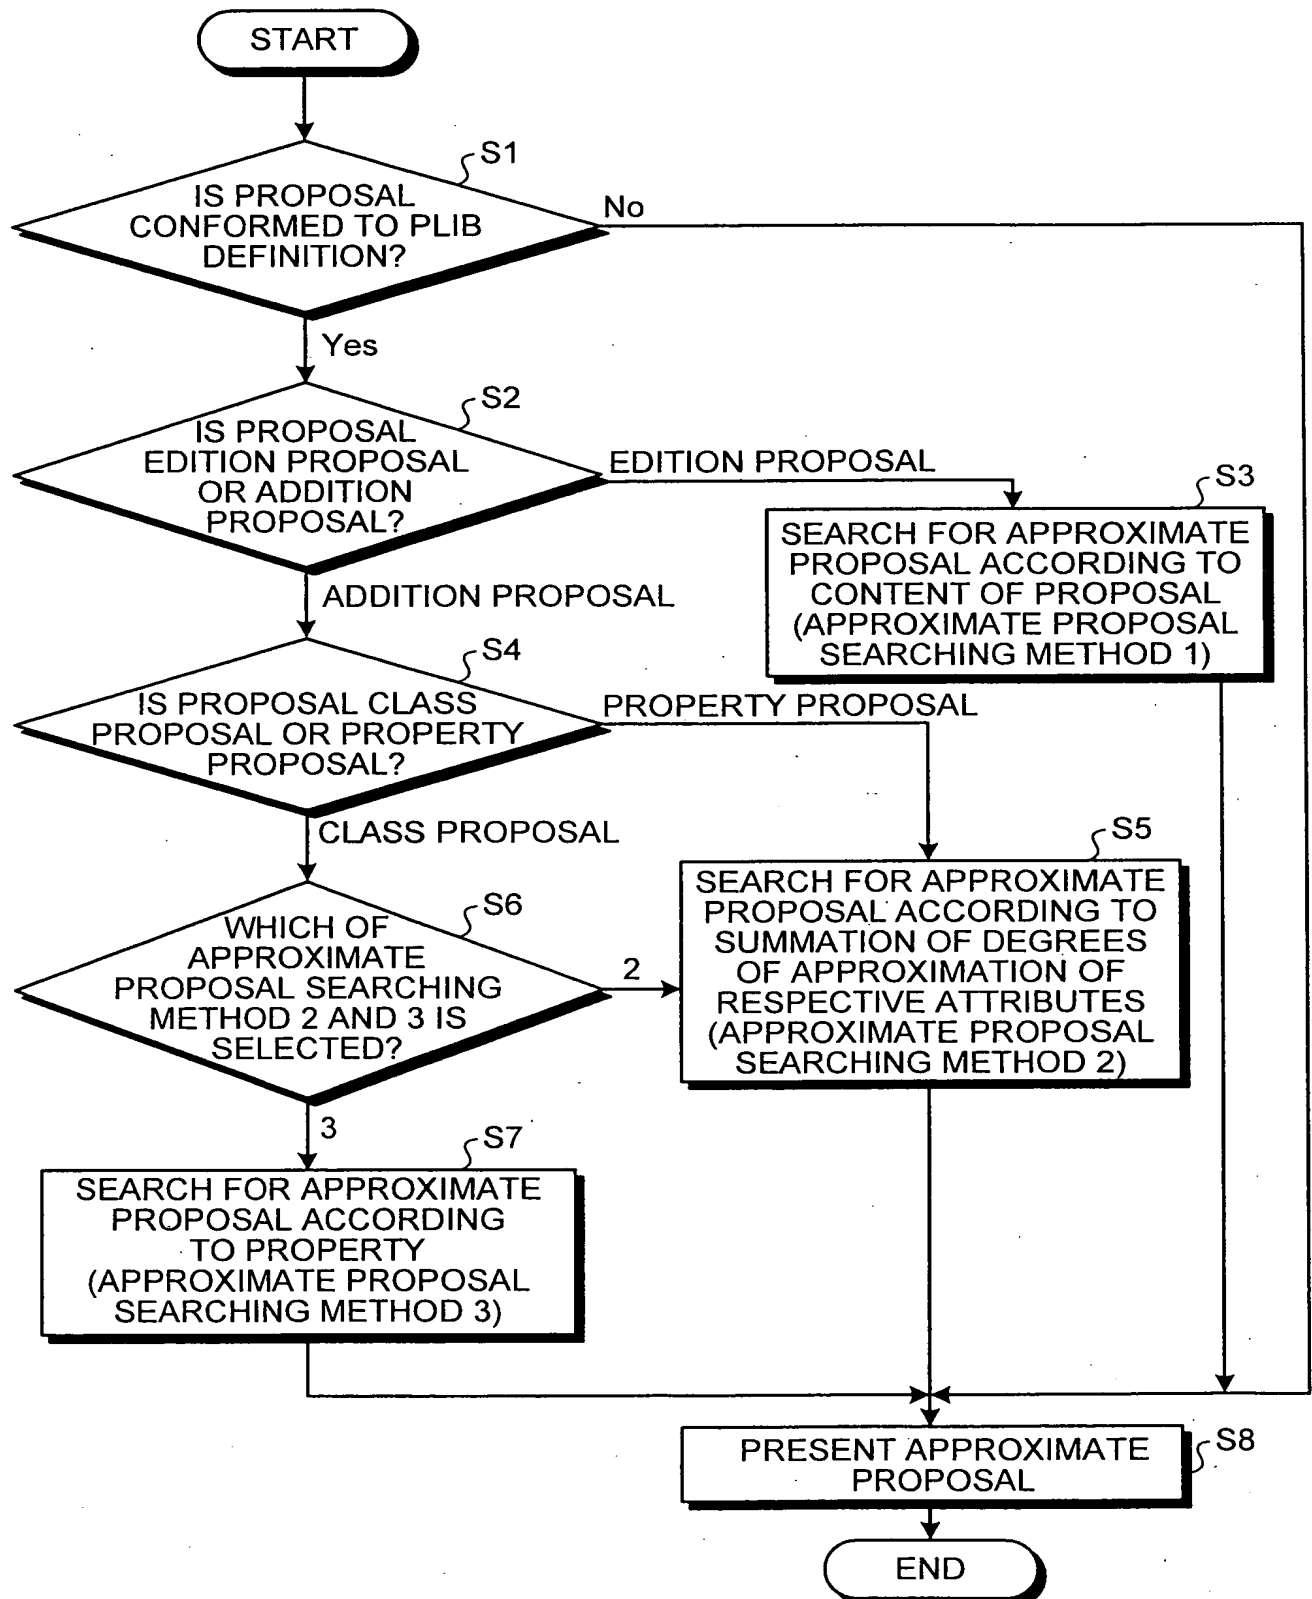 START
S1
IS PROPOSAL
CONFORMED TO PLIB
DEFINITION?
No
Yes
S2
IS PROPOSAL
EDITION PROPOSAL
OR ADDITION
PROPOSAL?
EDITION PROPOSAL
S3
SEARCH FOR APPROXIMATE
PROPOSAL ACCORDING TO
CONTENT OF PROPOSAL
(APPROXIMATE PROPOSAL
SEARCHING METHOD 1)
ADDITION PROPOSAL
S4
IS PROPOSAL CLASS
PROPOSAL OR PROPERTY
PROPOSAL?
PROPERTY PROPOSAL
CLASS PROPOSAL
S5
SEARCH FOR APPROXIMATE
PROPOSAL ACCORDING TO
SUMMATION OF DEGREES
OF APPROXIMATION OF
RESPECTIVE ATTRIBUTES
(APPROXIMATE PROPOSAL
SEARCHING METHOD 2)
S6
WHICH OF
APPROXIMATE
PROPOSAL SEARCHING
METHOD 2 AND 3 IS
SELECTED?
2
3
S7
SEARCH FOR APPROXIMATE
PROPOSAL ACCORDING
TO PROPERTY
(APPROXIMATE PROPOSAL
SEARCHING METHOD 3)
S8
PRESENT APPROXIMATE
PROPOSAL
END